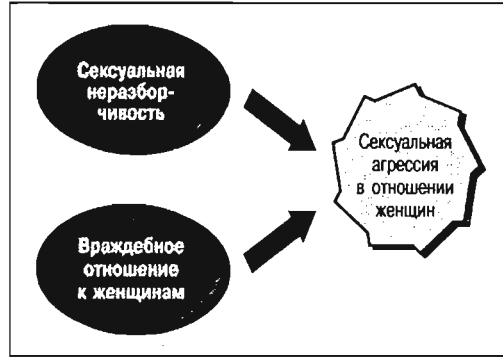 Сексуальная
неразбор-
чивость
Сексуальная
агрессия
в отношении
женщин
Враждебное
отношение
к женщинам